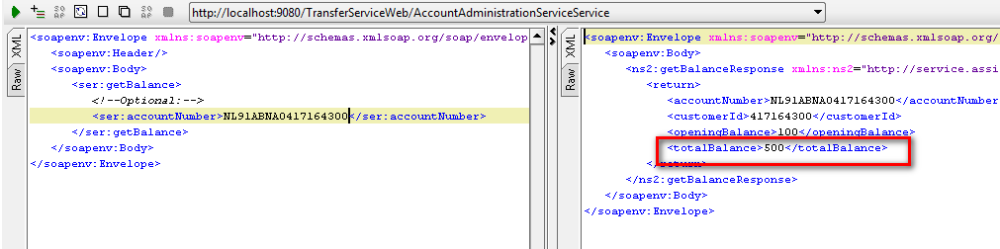 http://localhost:9080/TransferServiceWeb/AccountAdministrationServiceService
XML
Raw
<soapenv:Envelope xmlns:soapenv="http://schemas.xmlsoap.org/soap/envelop
<soapenv:Header/>
<soapenv:Body>
<ser:getBalance>
<!--Optional:-->
<ser:accountNumber>NL91ABNA0417164300</ser:accountNumber>
</ser:getBalance>
</soapenv:Body>
</soapenv:Envelope>
XML
Raw
<soapenv:Envelope xmlns:soapenv="http://schemas.xmlsoap.org/
<soapenv:Body>
<ns2:getBalanceResponse xmlns:ns2="http://service.assi
<return>
<accountNumber>NL91ABNA0417164300</accountNumber
<customerId>417164300</customerId>
<openingBalance>100</openingBalance>
<totalBalance>500</totalBalance>
</return>
</ns2:getBalanceResponse>
</soapenv:Body>
</soapenv:Envelope>